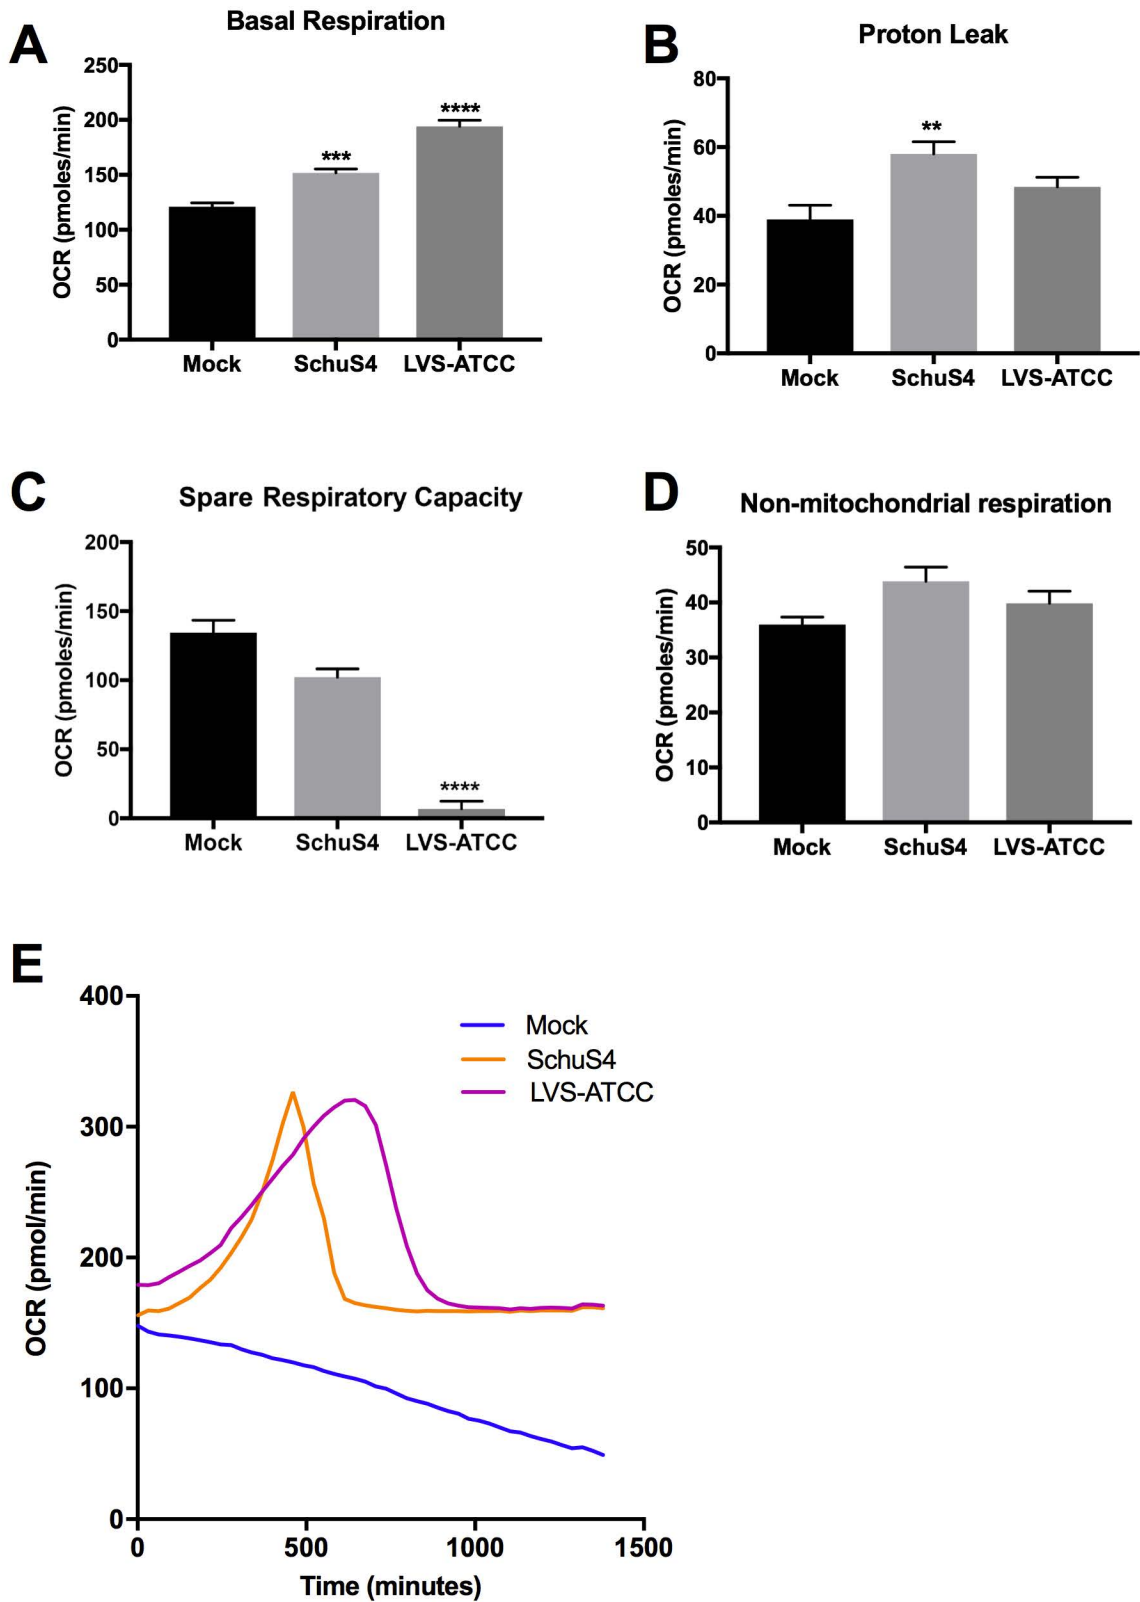 A
Basal Respiration
OCR (pmoles/min)
250
200
150
100
50
0
***
****
Mock SchuS4 LVS-ATCC
B
Proton Leak
OCR (pmoles/min)
80
60
40
20
0
**
Mock SchuS4 LVS-ATCC
C
Spare Respiratory Capacity
OCR (pmoles/min)
200
150
100
50
0
****
Mock SchuS4 LVS-ATCC
D
Non-mitochondrial respiration
OCR (pmoles/min)
50
40
30
20
10
0
Mock SchuS4 LVS-ATCC
E
OCR (pmol/min)
400
300
200
100
0
Mock
SchuS4
LVS-ATCC
0 500 1000 1500
Time (minutes)